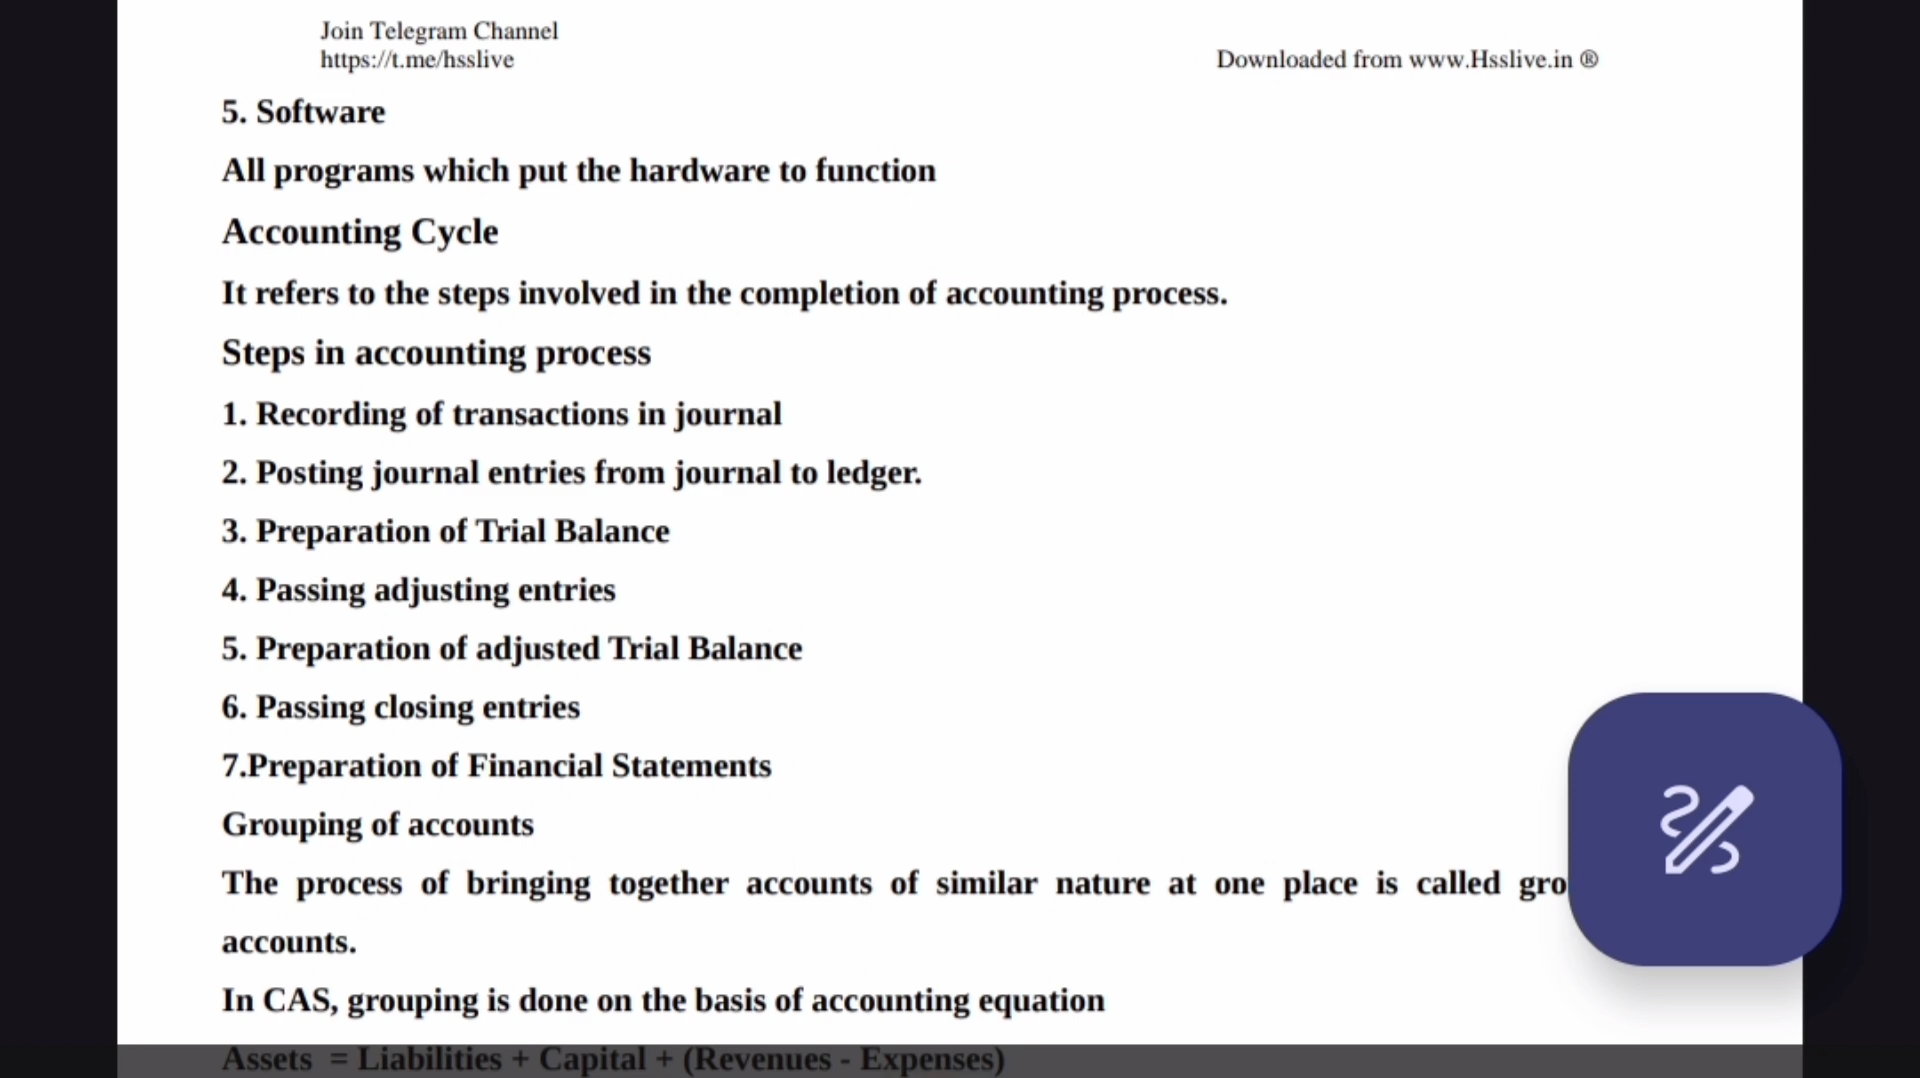 Join Telegram Channel
https://t.me/hsslive
Downloaded from www.Hsslive.in ®
5. Software
All programs which put the hardware to function
Accounting Cycle
It refers to the steps involved in the completion of accounting process.
Steps in accounting process
1. Recording of transactions in journal
2. Posting journal entries from journal to ledger.
3. Preparation of Trial Balance
4. Passing adjusting entries
5. Preparation of adjusted Trial Balance
6. Passing closing entries
7.Preparation of Financial Statements
Grouping of accounts
The process of bringing together accounts of similar nature at one place is called
accounts.
In CAS, grouping is done on the basis of accounting equation
Assets = Liabilities + Capital + (Revenues - Expenses)